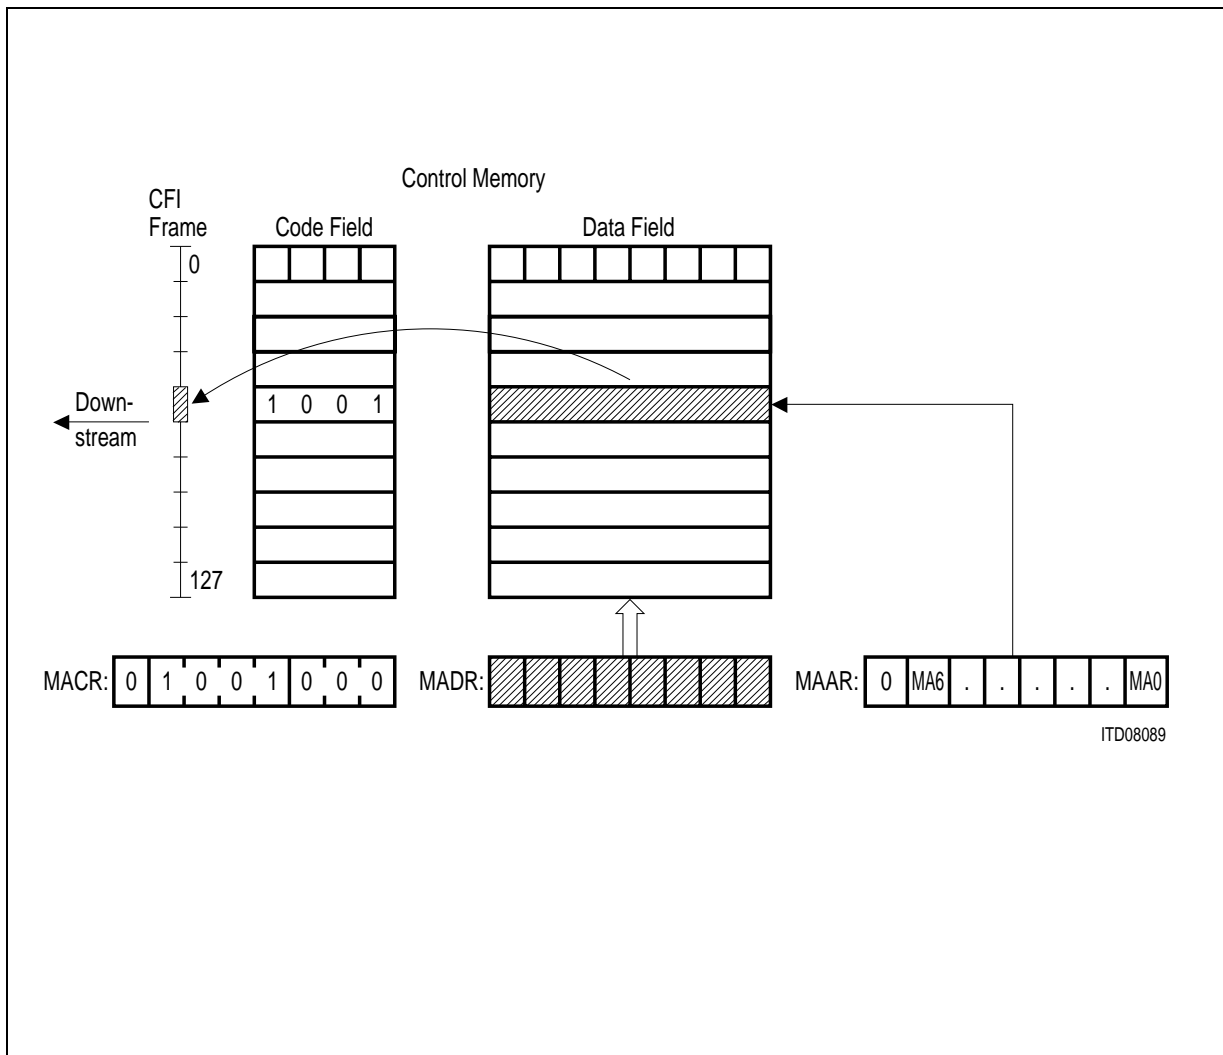 Control Memory
CFI
Frame
Code Field
Data Field
0
Down-
stream
1 0 0 1
127
MACR: 0 1 0 0 1 0 0 0
MADR:
MAAR: 0 MA6 . . . . . MA0
ITD08089